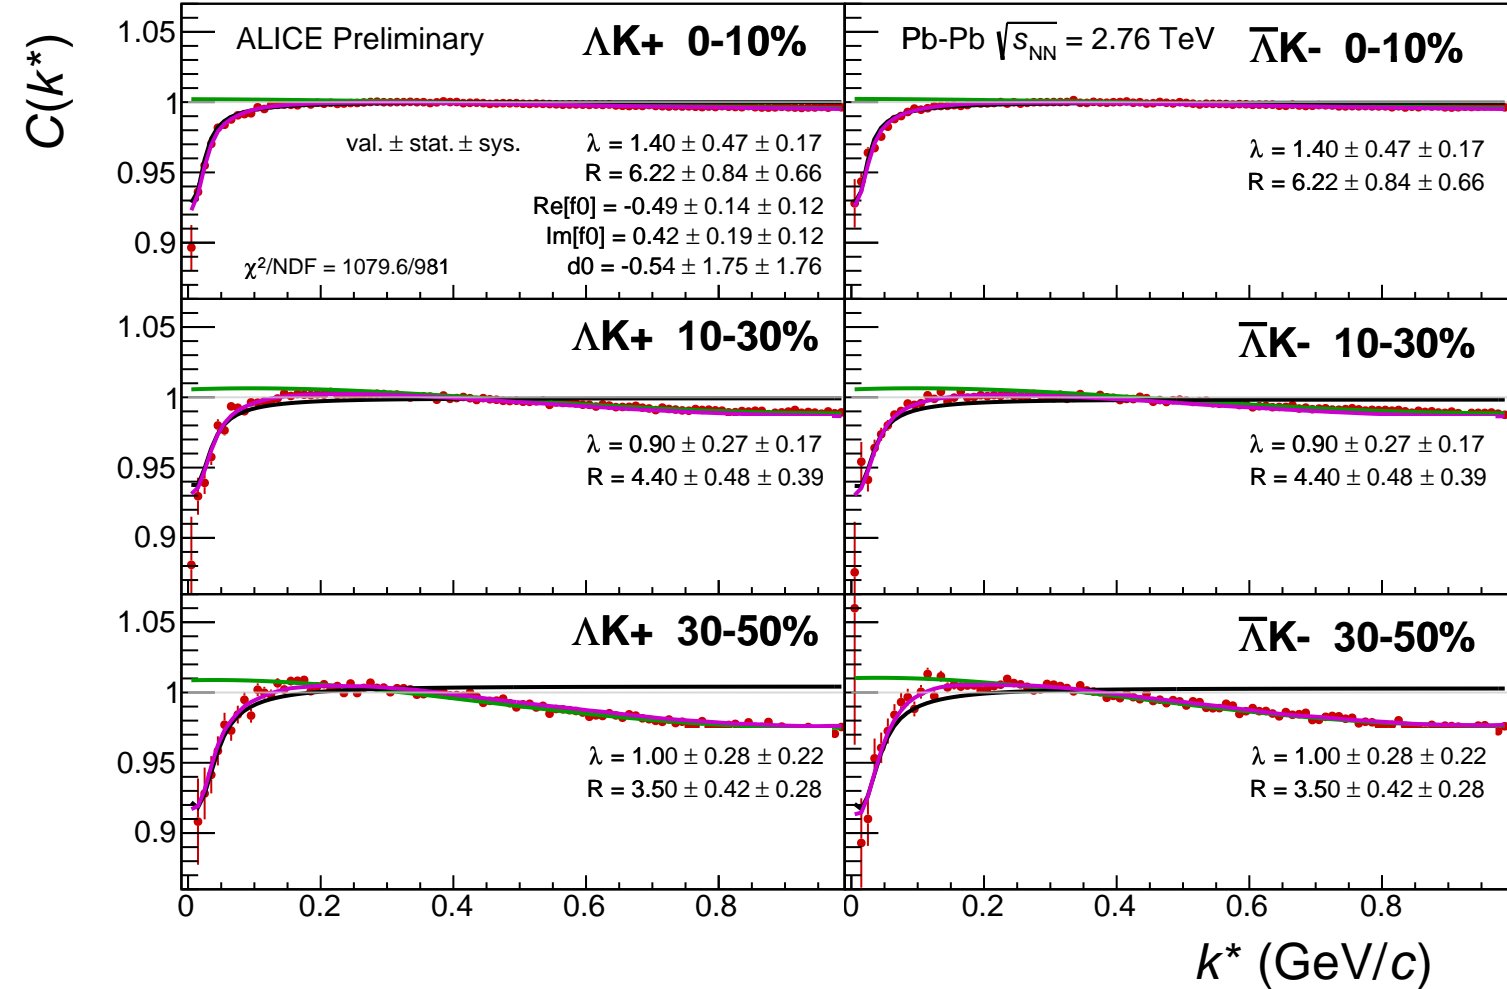 C(k*)
ALICE Preliminary
ΛK+ 0-10%
val. ± stat. ± sys.
λ = 1.40 ± 0.47 ± 0.17
R = 6.22 ± 0.84 ± 0.66
Re[f0] = -0.49 ± 0.14 ± 0.12
Im[f0] = 0.42 ± 0.19 ± 0.12
d0 = -0.54 ± 1.75 ± 1.76
χ²/NDF = 1079.6/981
1.05
1
0.95
0.9
Pb-Pb √sNN = 2.76 TeV
Λ̅K- 0-10%
λ = 1.40 ± 0.47 ± 0.17
R = 6.22 ± 0.84 ± 0.66
ΛK+ 10-30%
λ = 0.90 ± 0.27 ± 0.17
R = 4.40 ± 0.48 ± 0.39
1.05
1
0.95
0.9
Λ̅K- 10-30%
λ = 0.90 ± 0.27 ± 0.17
R = 4.40 ± 0.48 ± 0.39
ΛK+ 30-50%
λ = 1.00 ± 0.28 ± 0.22
R = 3.50 ± 0.42 ± 0.28
1.05
1
0.95
0.9
Λ̅K- 30-50%
λ = 1.00 ± 0.28 ± 0.22
R = 3.50 ± 0.42 ± 0.28
0 0.2 0.4 0.6 0.8
0 0.2 0.4 0.6 0.8
k* (GeV/c)